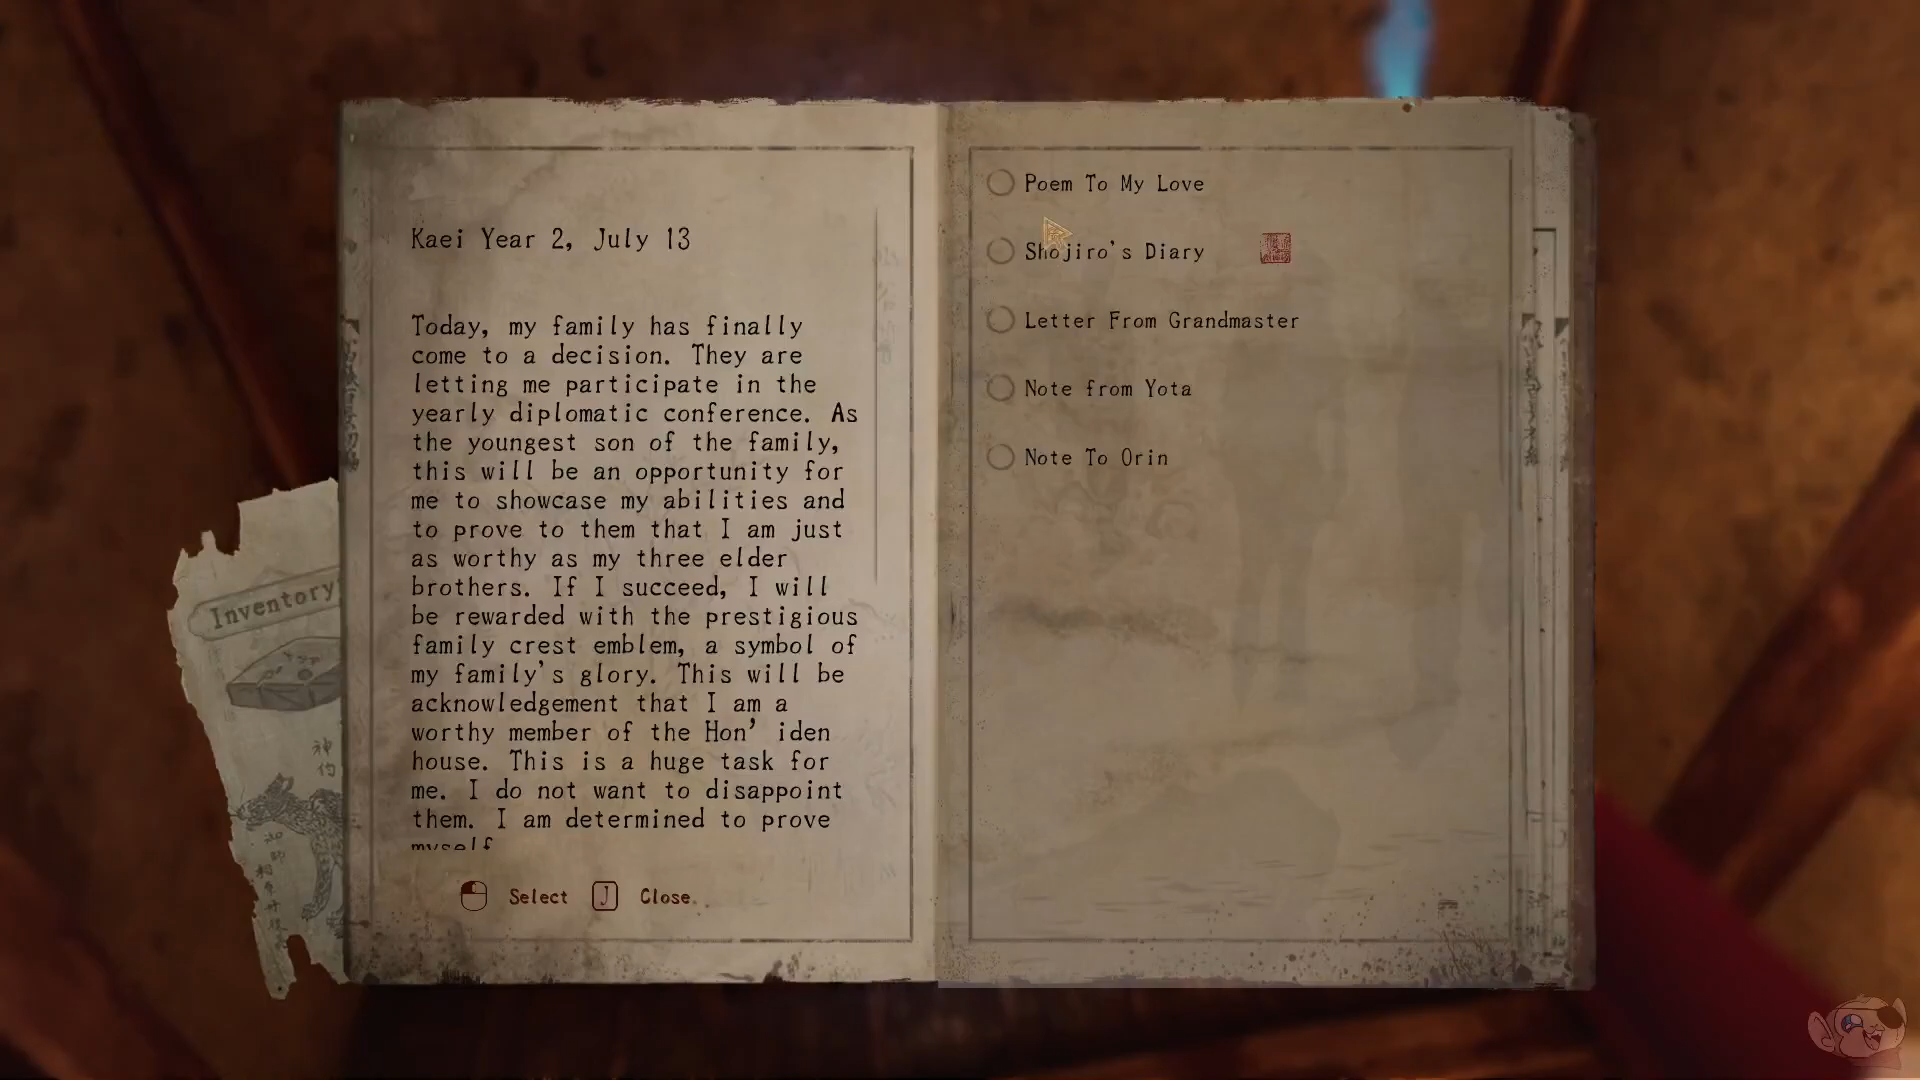 Kaei Year 2, July 13
Today, my family has finally
come to a decision. They are
letting me participate in the
yearly diplomatic conference. As
the youngest son of the family,
this will be an opportunity for
me to showcase my abilities and
to prove to them that I am just
as worthy as my three elder
brothers. If I succeed, I will
be rewarded with the prestigious
family crest emblem, a symbol of
my family's glory. This will be
acknowledgement that I am a
worthy member of the Hon' iden
house. This is a huge task for
me. I do not want to disappoint
them. I am determined to prove
myself
Select J Close
Poem To My Love
Shojiro's Diary
Letter From Grandmaster
Note from Yota
Note To Orin
Inventory